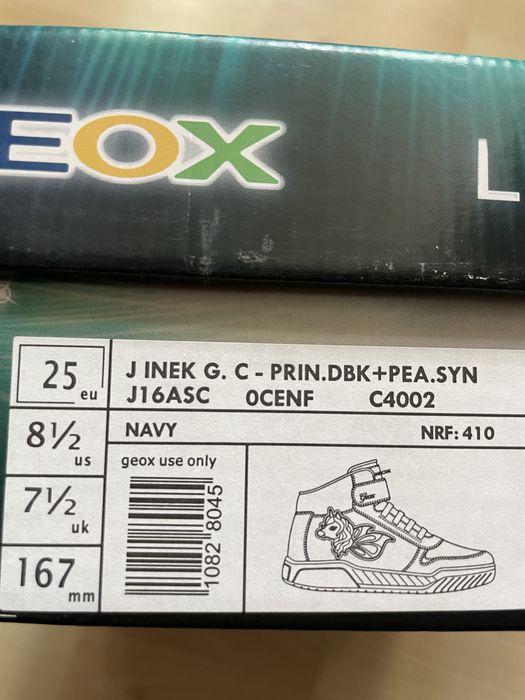 EOX
L
25 eu
J INEK G. C - PRIN.DBK+PEA.SYN
J16ASC 0CENF C4002
8½ us
NAVY NRF: 410
geox use only
7½ uk
1082 8045
Geox
167 mm